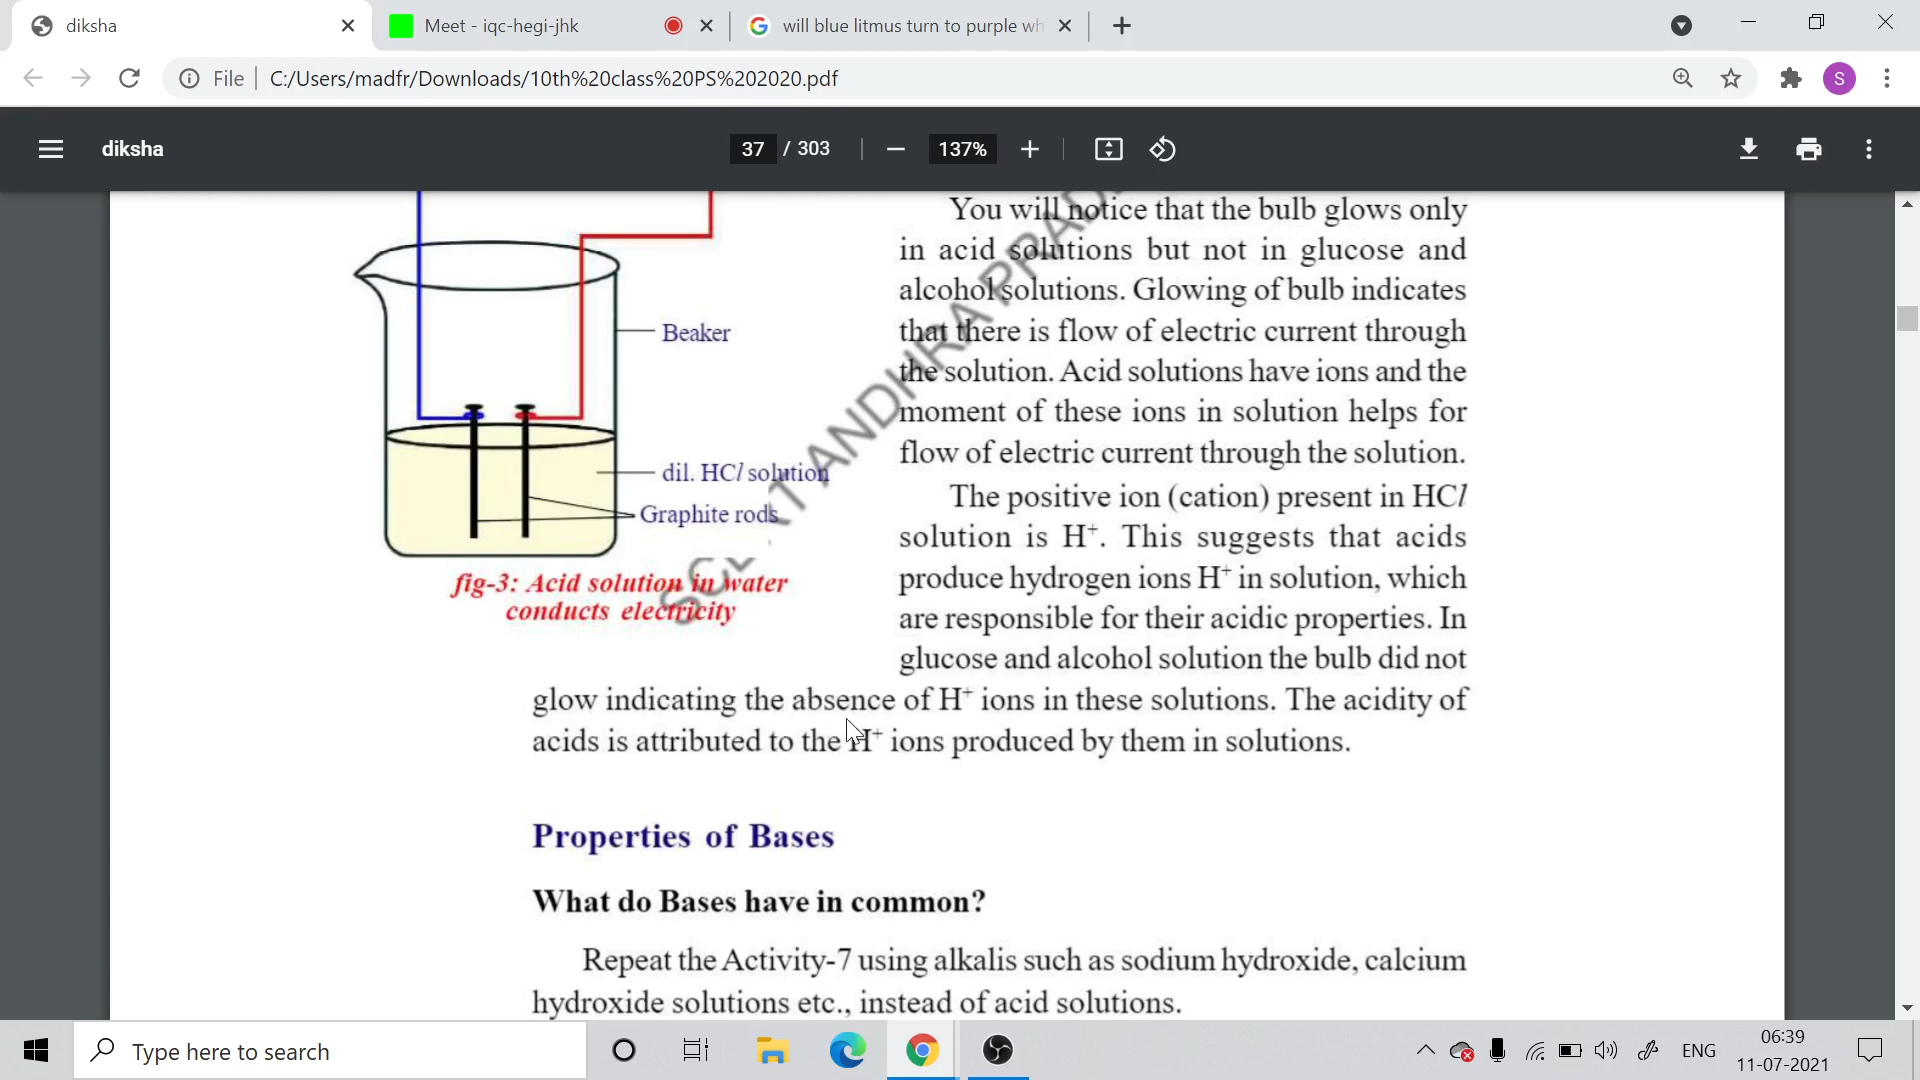 diksha
Meet - iqc-hegi-jhk
will blue litmus turn to purple wh
File
C:/Users/madfr/Downloads/10th%20class%20PS%202020.pdf
S
diksha
37 / 303
137%
You will notice that the bulb glows only
in acid solutions but not in glucose and
alcohol solutions. Glowing of bulb indicates
that there is flow of electric current through
the solution. Acid solutions have ions and the
moment of these ions in solution helps for
flow of electric current through the solution.
The positive ion (cation) present in HCl
solution is H⁺. This suggests that acids
produce hydrogen ions H⁺ in solution, which
are responsible for their acidic properties. In
glucose and alcohol solution the bulb did not
glow indicating the absence of H⁺ ions in these solutions. The acidity of
acids is attributed to the H⁺ ions produced by them in solutions.
Beaker
dil. HCl solution
Graphite rods
fig-3: Acid solution in water
conducts electricity
ANDHRA
Properties of Bases
What do Bases have in common?
Repeat the Activity-7 using alkalis such as sodium hydroxide, calcium
hydroxide solutions etc., instead of acid solutions.
Type here to search
ENG
06:39
11-07-2021